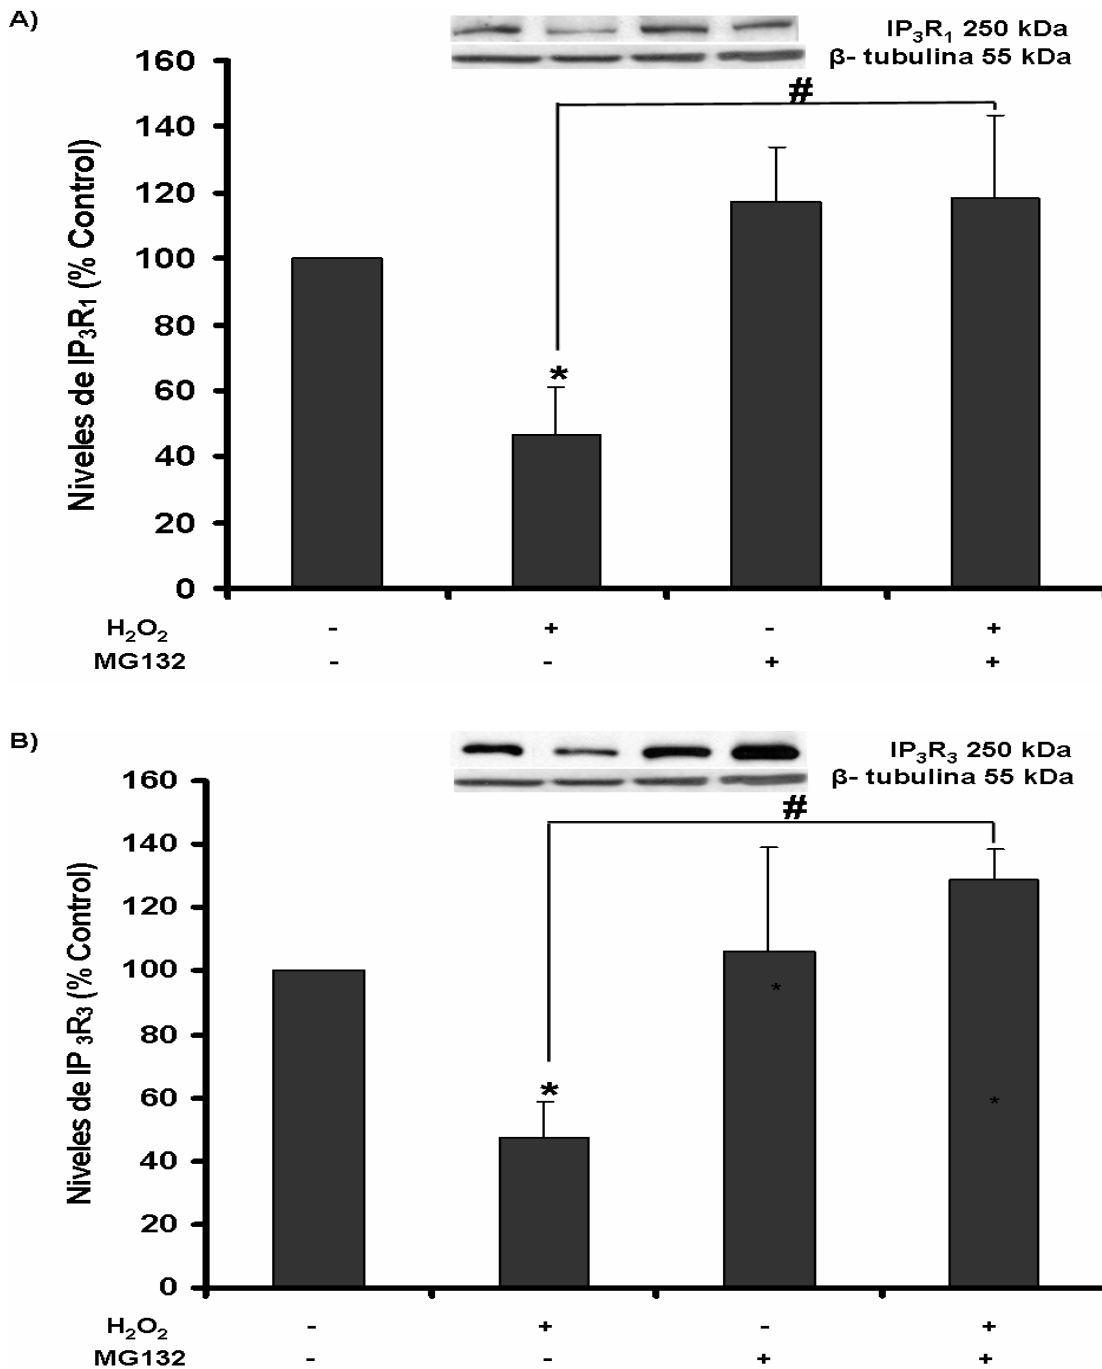 A)
IP₃R₁ 250 kDa
β- tubulina 55 kDa
#
*
Niveles de IP₃R₁ (% Control)
160
140
120
100
80
60
40
20
0
H₂O₂ - + - +
MG132 - - + +
B)
IP₃R₃ 250 kDa
β- tubulina 55 kDa
#
*
*
*
Niveles de IP ₃R₃ (% Control)
160
140
120
100
80
60
40
20
0
H₂O₂ - + - +
MG132 - - + +